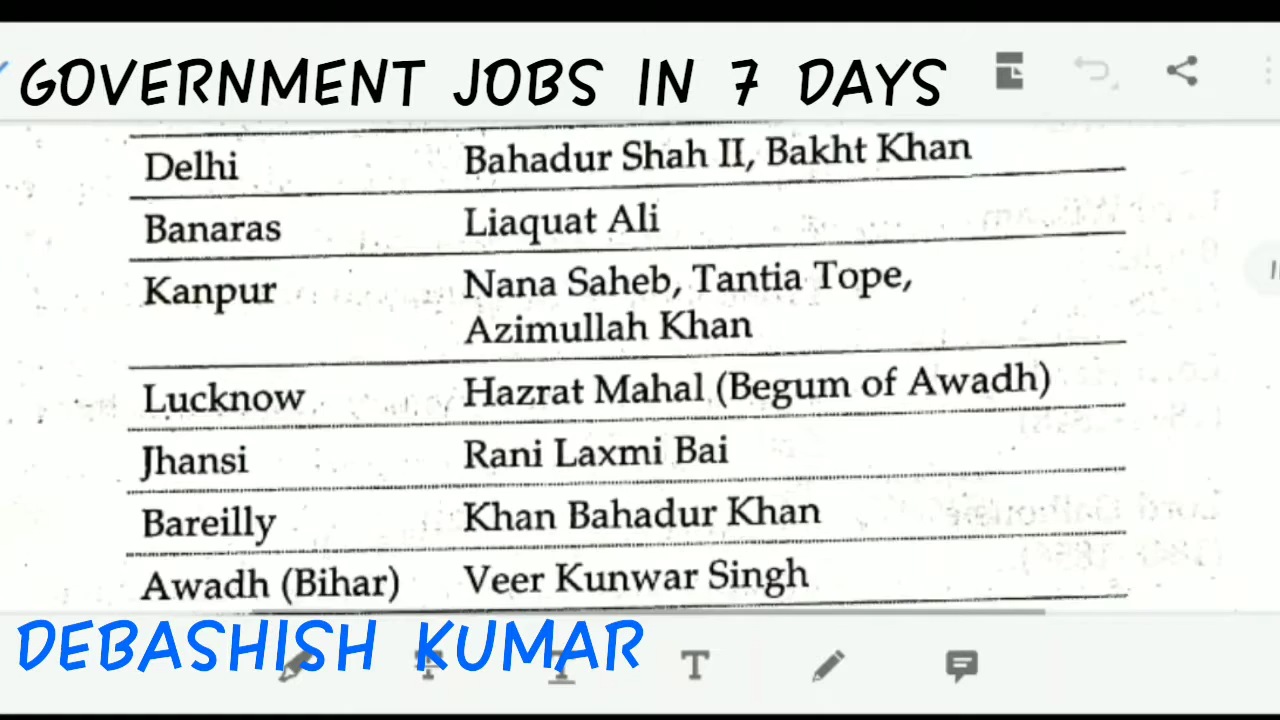 GOVERNMENT JOBS IN 7 DAYS
Delhi Bahadur Shah II, Bakht Khan
Banaras Liaquat Ali
Kanpur Nana Saheb, Tantia Tope,
Azimullah Khan
Lucknow Hazrat Mahal (Begum of Awadh)
Jhansi Rani Laxmi Bai
Bareilly Khan Bahadur Khan
Awadh (Bihar) Veer Kunwar Singh
DEBASHISH KUMAR